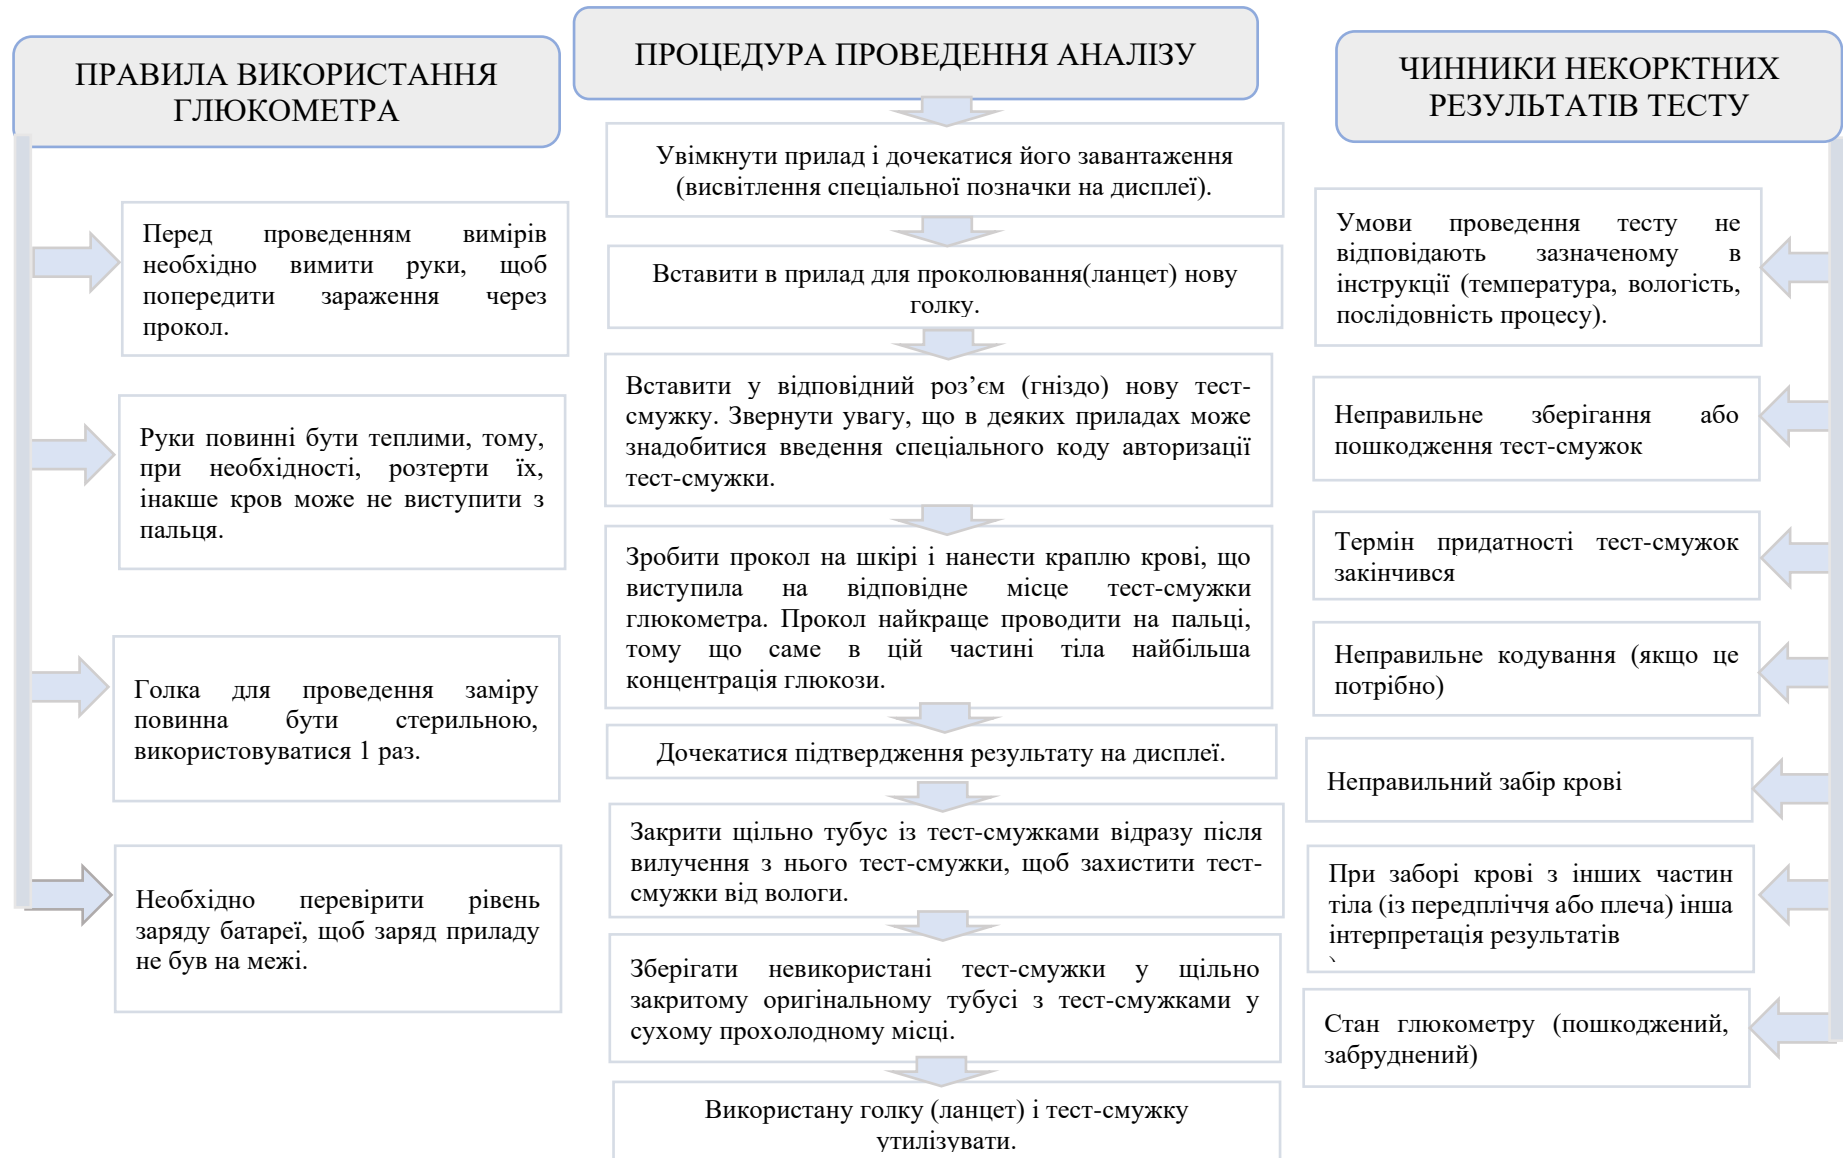 ПРАВИЛА ВИКОРИСТАННЯ
ГЛЮКОМЕТРА
Перед проведенням вимірів
необхідно вимити руки, щоб
попередити зараження через
прокол.
Руки повинні бути теплими, тому,
при необхідності, розтерти їх,
інакше кров може не виступити з
пальця.
Голка для проведення заміру
повинна бути стерильною,
використовуватися 1 раз.
Необхідно перевірити рівень
заряду батареї, щоб заряд приладу
не був на межі.
ПРОЦЕДУРА ПРОВЕДЕННЯ АНАЛІЗУ
Увімкнути прилад і дочекатися його завантаження
(висвітлення спеціальної позначки на дисплеї).
Вставити в прилад для проколювання(ланцет) нову
голку.
Вставити у відповідний роз’єм (гніздо) нову тест-
смужку. Звернути увагу, що в деяких приладах може
знадобитися введення спеціального коду авторизації
тест-смужки.
Зробити прокол на шкірі і нанести краплю крові, що
виступила на відповідне місце тест-смужки
глюкометра. Прокол найкраще проводити на пальці,
тому що саме в цій частині тіла найбільша
концентрація глюкози.
Дочекатися підтвердження результату на дисплеї.
Закрити щільно тубус із тест-смужками відразу після
вилучення з нього тест-смужки, щоб захистити тест-
смужки від вологи.
Зберігати невикористані тест-смужки у щільно
закритому оригінальному тубусі з тест-смужками у
сухому прохолодному місці.
Використану голку (ланцет) і тест-смужку
утилізувати.
ЧИННИКИ НЕКОРКТНИХ
РЕЗУЛЬТАТІВ ТЕСТУ
Умови проведення тесту не
відповідають зазначеному в
інструкції (температура, вологість,
послідовність процесу).
Неправильне зберігання або
пошкодження тест-смужок
Термін придатності тест-смужок
закінчився
Неправильне кодування (якщо це
потрібно)
Неправильний забір крові
При заборі крові з інших частин
тіла (із передпліччя або плеча) інша
інтерпретація результатів
Стан глюкометру (пошкоджений,
забруднений)